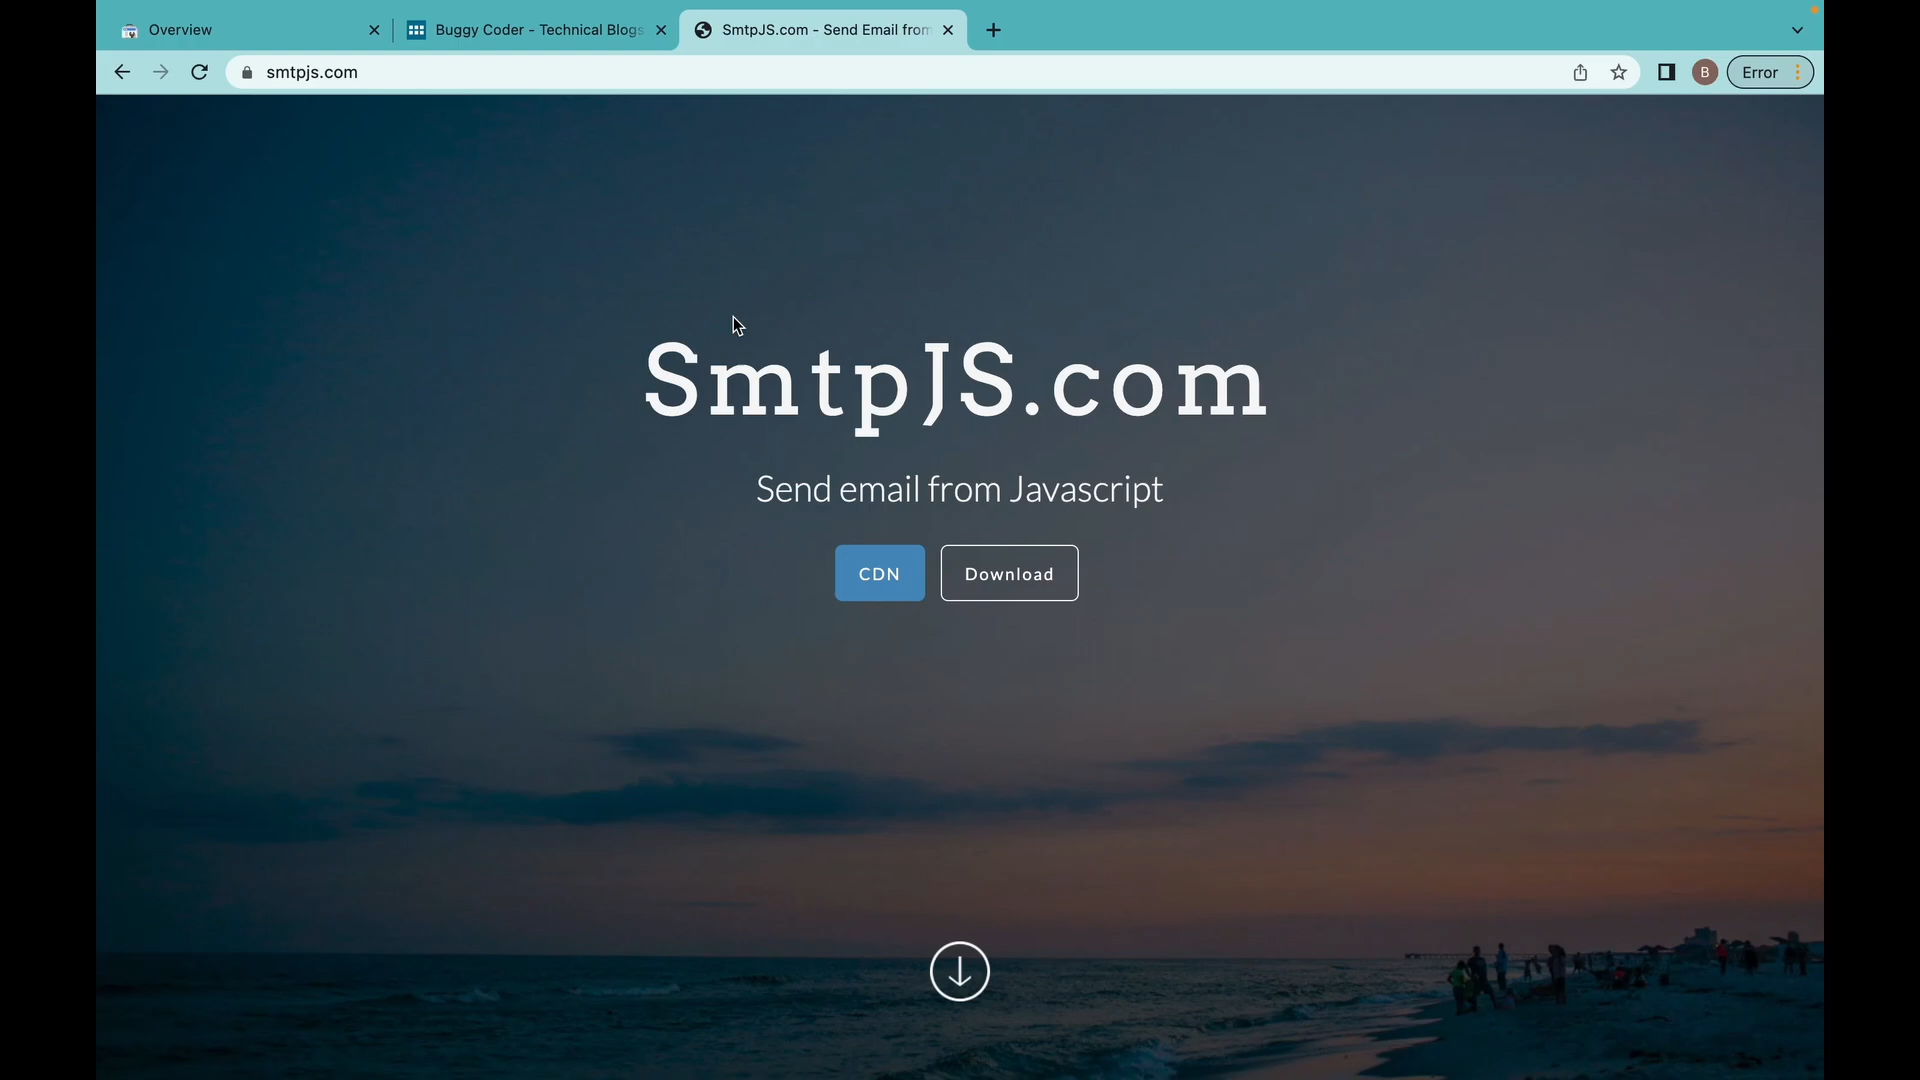 Overview
Buggy Coder - Technical Blogs
SmtpJS.com - Send Email from
smtpjs.com
B
Error
SmtpJS.com
Send email from Javascript
CDN
Download